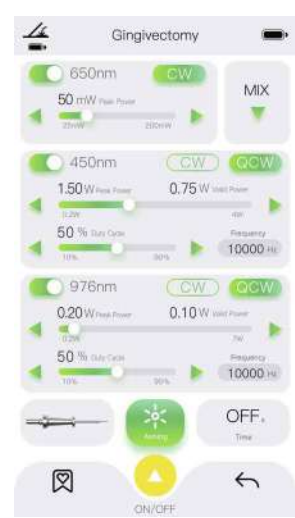 Gingivectomy
650nm CW
50 mW Peak Power
20mW 200mW
MIX
450nm CW QCW
1.50 W Peak Power 0.75 W Valid Power
0.2W 4W
50 % Duty Cycle Frequency
10% 90% 10000 Hz
976nm CW QCW
0.20 W Peak Power 0.10 W Valid Power
0.2W 7W
50 % Duty Cycle Frequency
10% 90% 10000 Hz
Aiming
OFF.
Time
ON/OFF